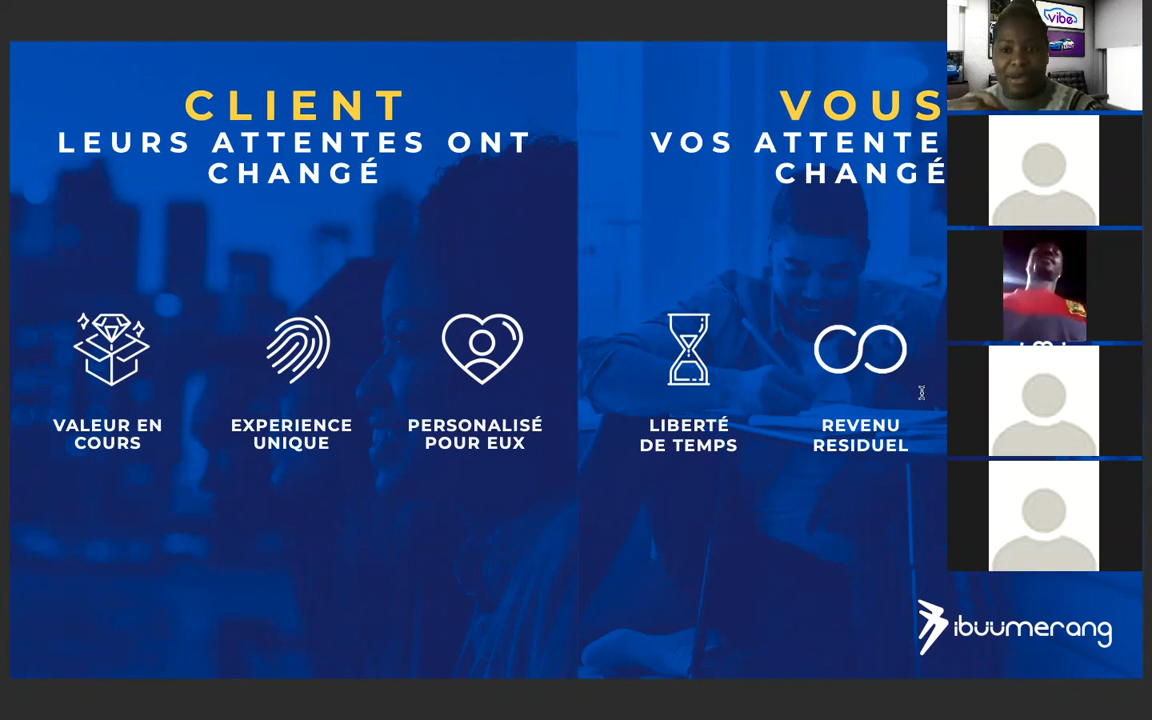 CLIENT
LEURS ATTENTES ONT
CHANGÉ
VALEUR EN
COURS
EXPERIENCE
UNIQUE
PERSONALISÉ
POUR EUX
VOUS
VOS ATTENTE
CHANGÉ
LIBERTÉ
DE TEMPS
REVENU
RESIDUEL
vibe
ibuumerang